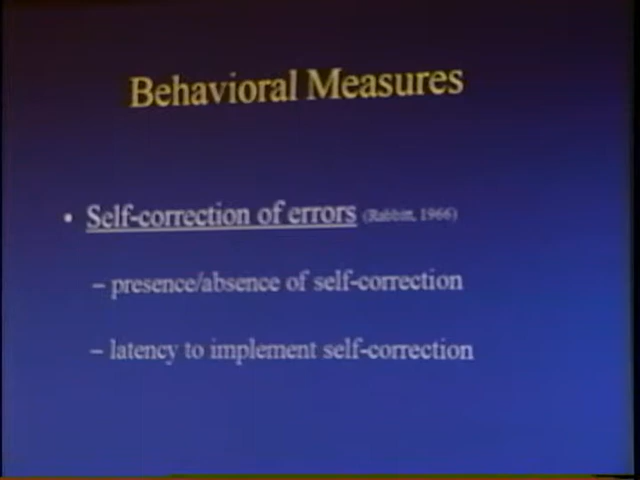 Behavioral Measures
• Self-correction of errors (Rabbitt, 1966)
– presence/absence of self-correction
– latency to implement self-correction